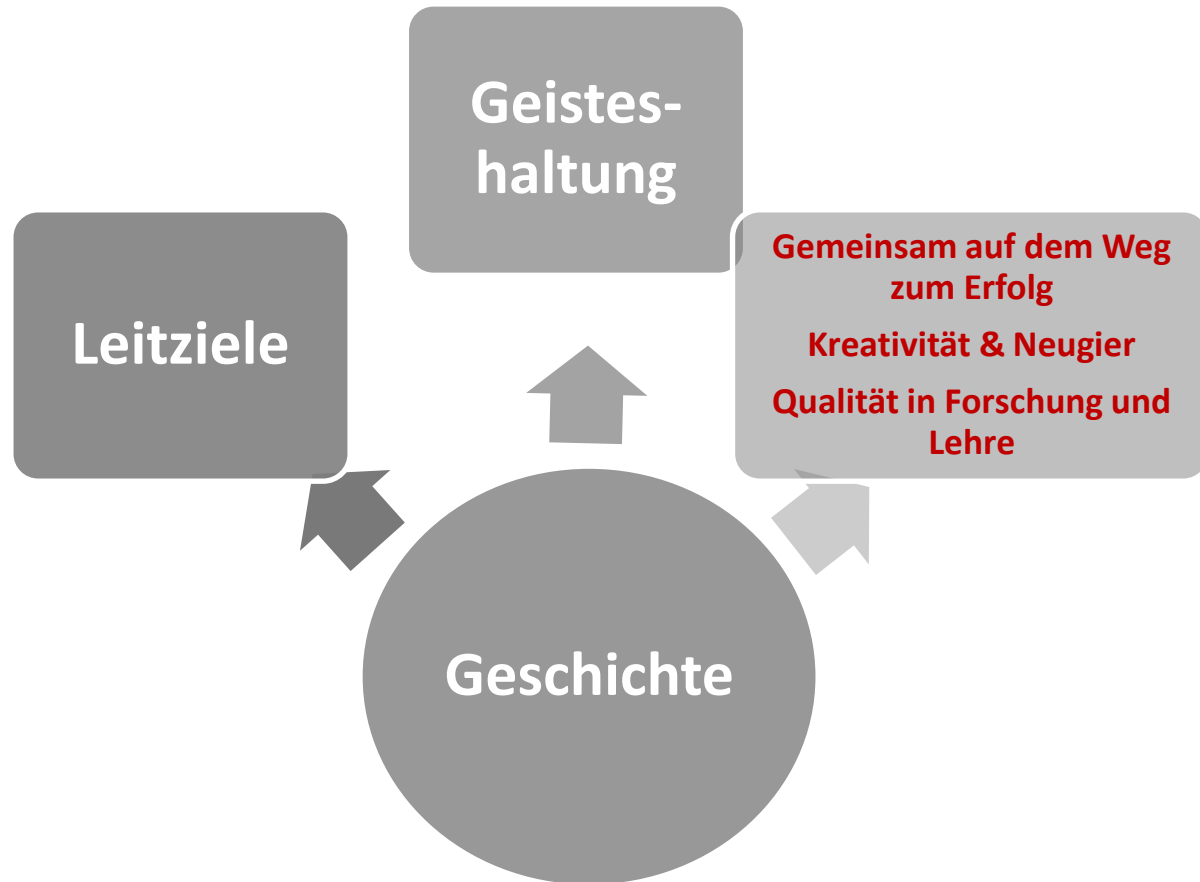 Geistes-
haltung
Leitziele
Gemeinsam auf dem Weg
zum Erfolg
Kreativität & Neugier
Qualität in Forschung und
Lehre
Geschichte